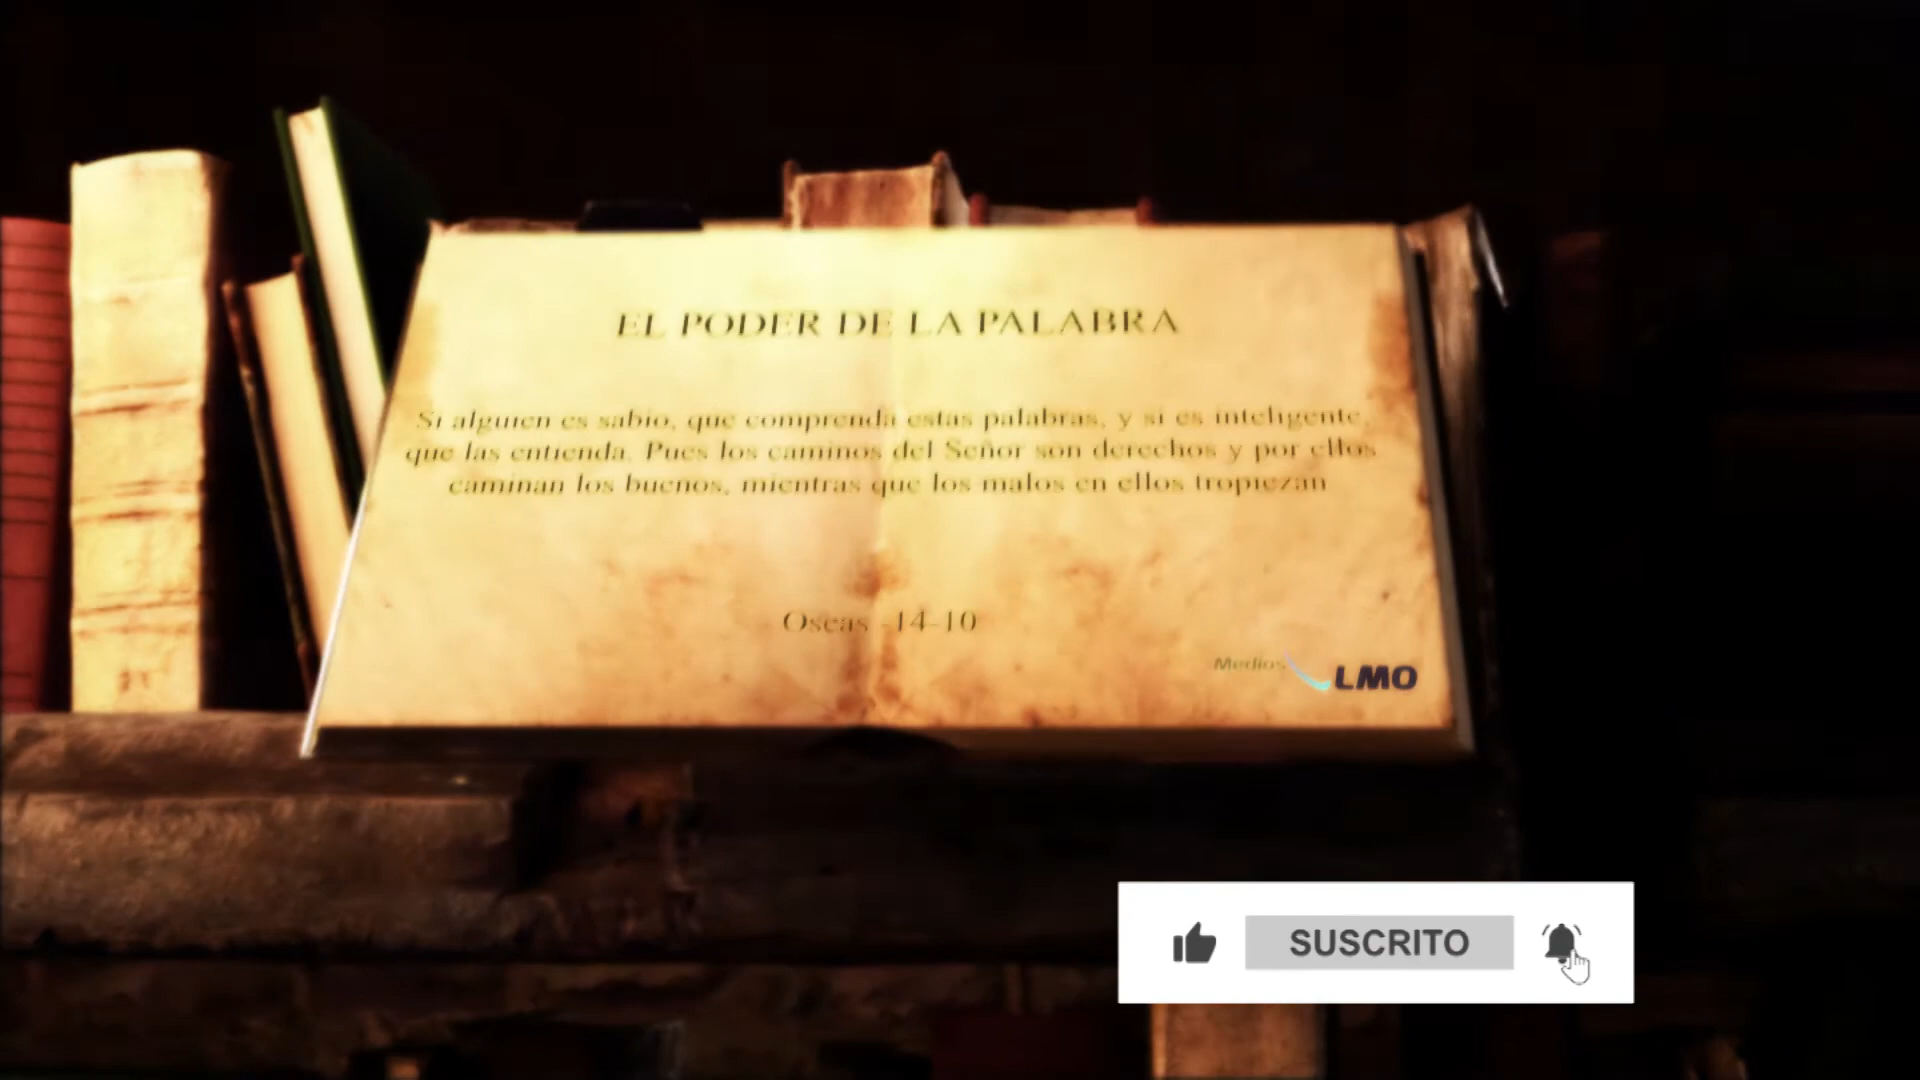 EL PODER DE LA PALABRA
Si alguien es sabio, que comprenda estas palabras, y si es inteligente,
que las entienda. Pues los caminos del Señor son derechos y por ellos
caminan los buenos, mientras que los malos en ellos tropiezan
Oseas -14-10
Medios LMO
SUSCRITO